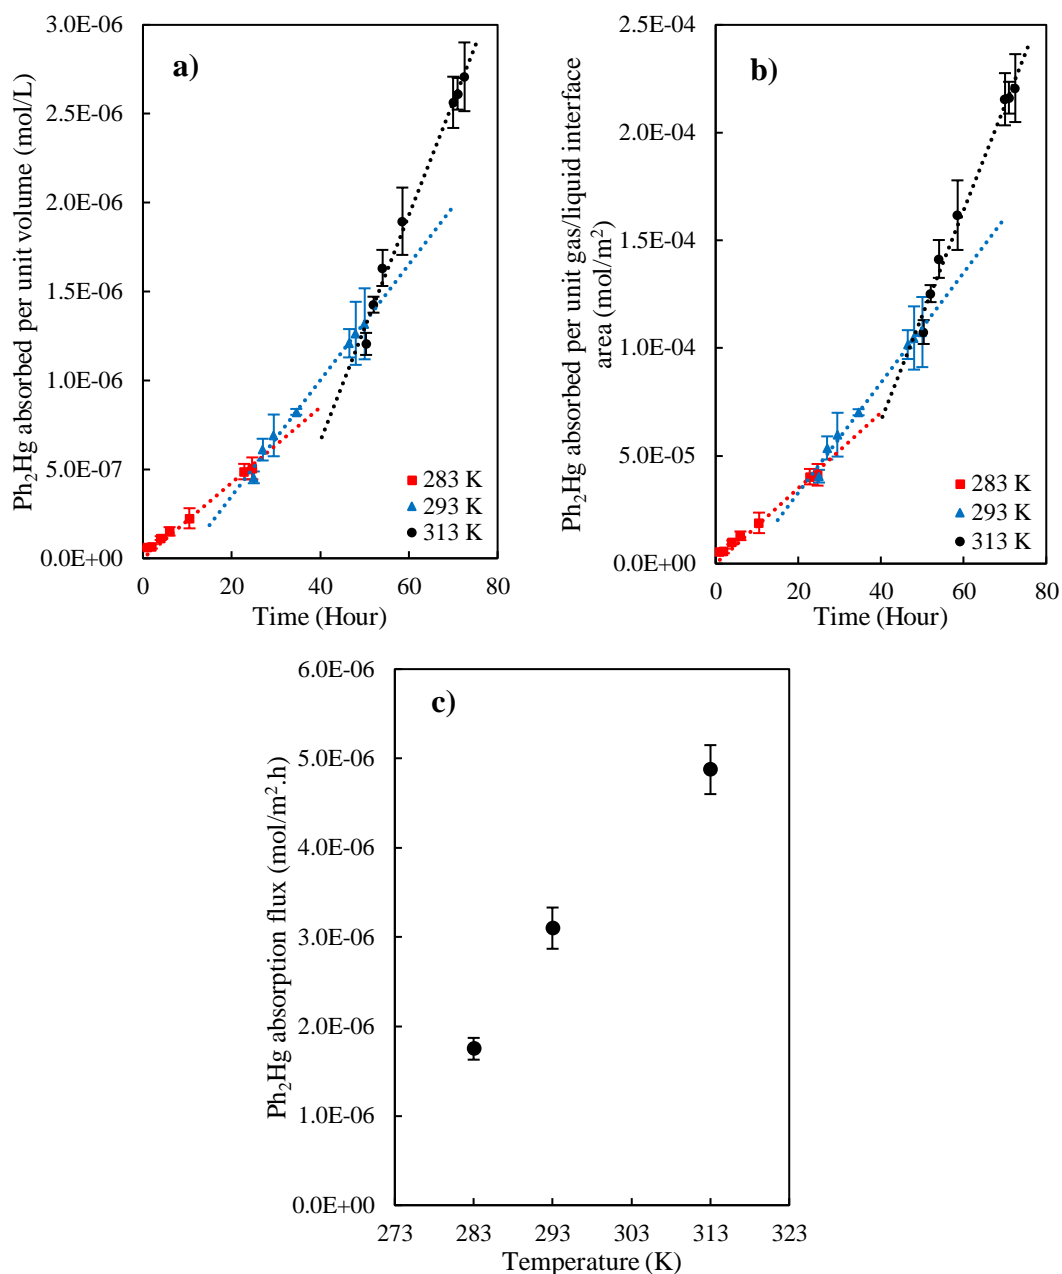 a)
Ph₂Hg absorbed per unit volume (mol/L)
3.0E-06
2.5E-06
2.0E-06
1.5E-06
1.0E-06
5.0E-07
0.0E+00
283 K
293 K
313 K
0 20 40 60 80
Time (Hour)
b)
Ph₂Hg absorbed per unit gas/liquid interface
area (mol/m²)
2.5E-04
2.0E-04
1.5E-04
1.0E-04
5.0E-05
0.0E+00
283 K
293 K
313 K
0 20 40 60 80
Time (Hour)
c)
Ph₂Hg absorption flux (mol/m².h)
6.0E-06
5.0E-06
4.0E-06
3.0E-06
2.0E-06
1.0E-06
0.0E+00
273 283 293 303 313 323
Temperature (K)